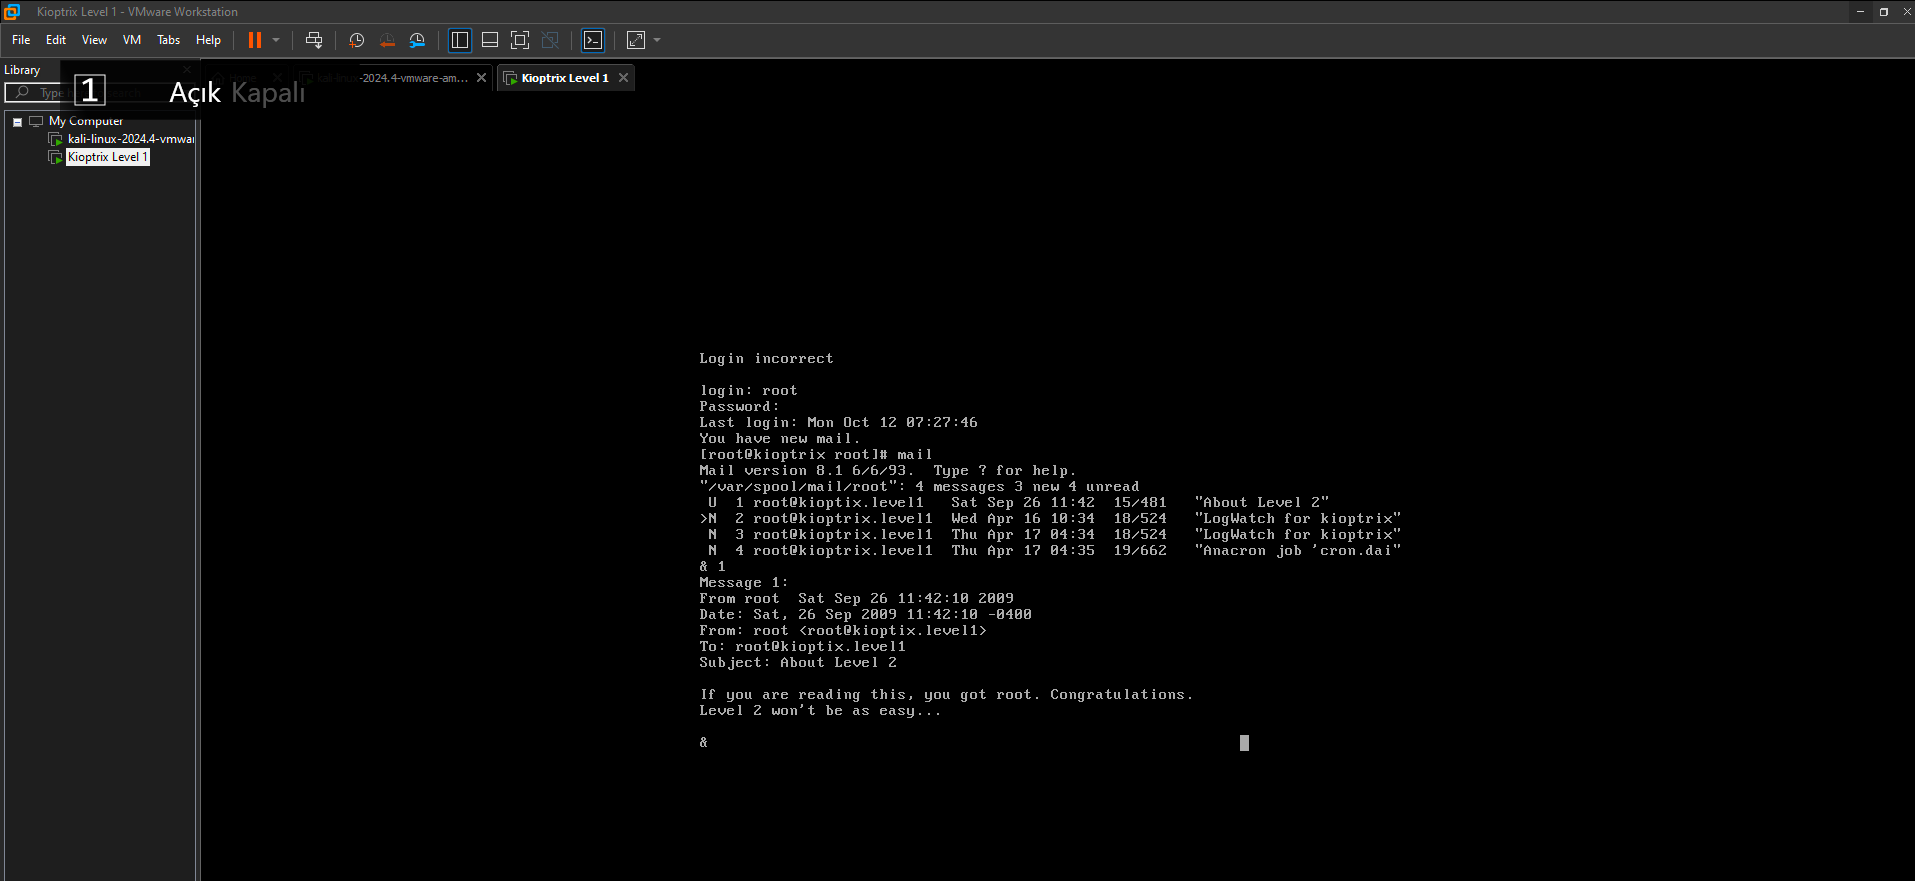 Kioptrix Level 1 - VMware Workstation
File Edit View VM Tabs Help
Library
-2024.4-vmware-am...
Kioptrix Level 1
Type
1
Açık Kapalı
My Computer
kali-linux-2024.4-vmwar
Kioptrix Level 1
Login incorrect
login: root
Password:
Last login: Mon Oct 12 07:27:46
You have new mail.
[root@kioptrix root]# mail
Mail version 8.1 6/6/93.  Type ? for help.
"/var/spool/mail/root": 4 messages 3 new 4 unread
 U  1 root@kioptix.level1   Sat Sep 26 11:42  15/481   "About Level 2"
>N  2 root@kioptrix.level1  Wed Apr 16 10:34  18/524   "LogWatch for kioptrix"
 N  3 root@kioptrix.level1  Thu Apr 17 04:34  18/524   "LogWatch for kioptrix"
 N  4 root@kioptrix.level1  Thu Apr 17 04:35  19/662   "Anacron job 'cron.dai"
& 1
Message 1:
From root  Sat Sep 26 11:42:10 2009
Date: Sat, 26 Sep 2009 11:42:10 -0400
From: root <root@kioptix.level1>
To: root@kioptix.level1
Subject: About Level 2
If you are reading this, you got root. Congratulations.
Level 2 won't be as easy...
&